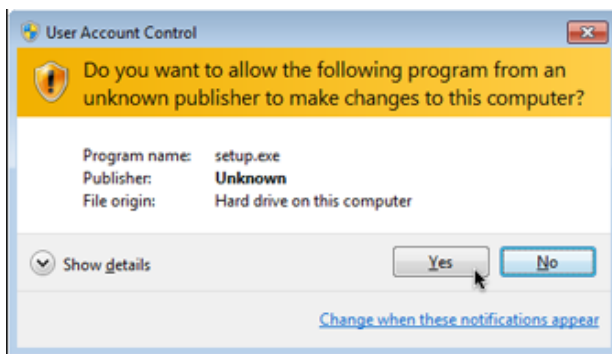 User Account Control
Do you want to allow the following program from an
unknown publisher to make changes to this computer?
Program name: setup.exe
Publisher: Unknown
File origin: Hard drive on this computer
Show details
Yes
No
Change when these notifications appear